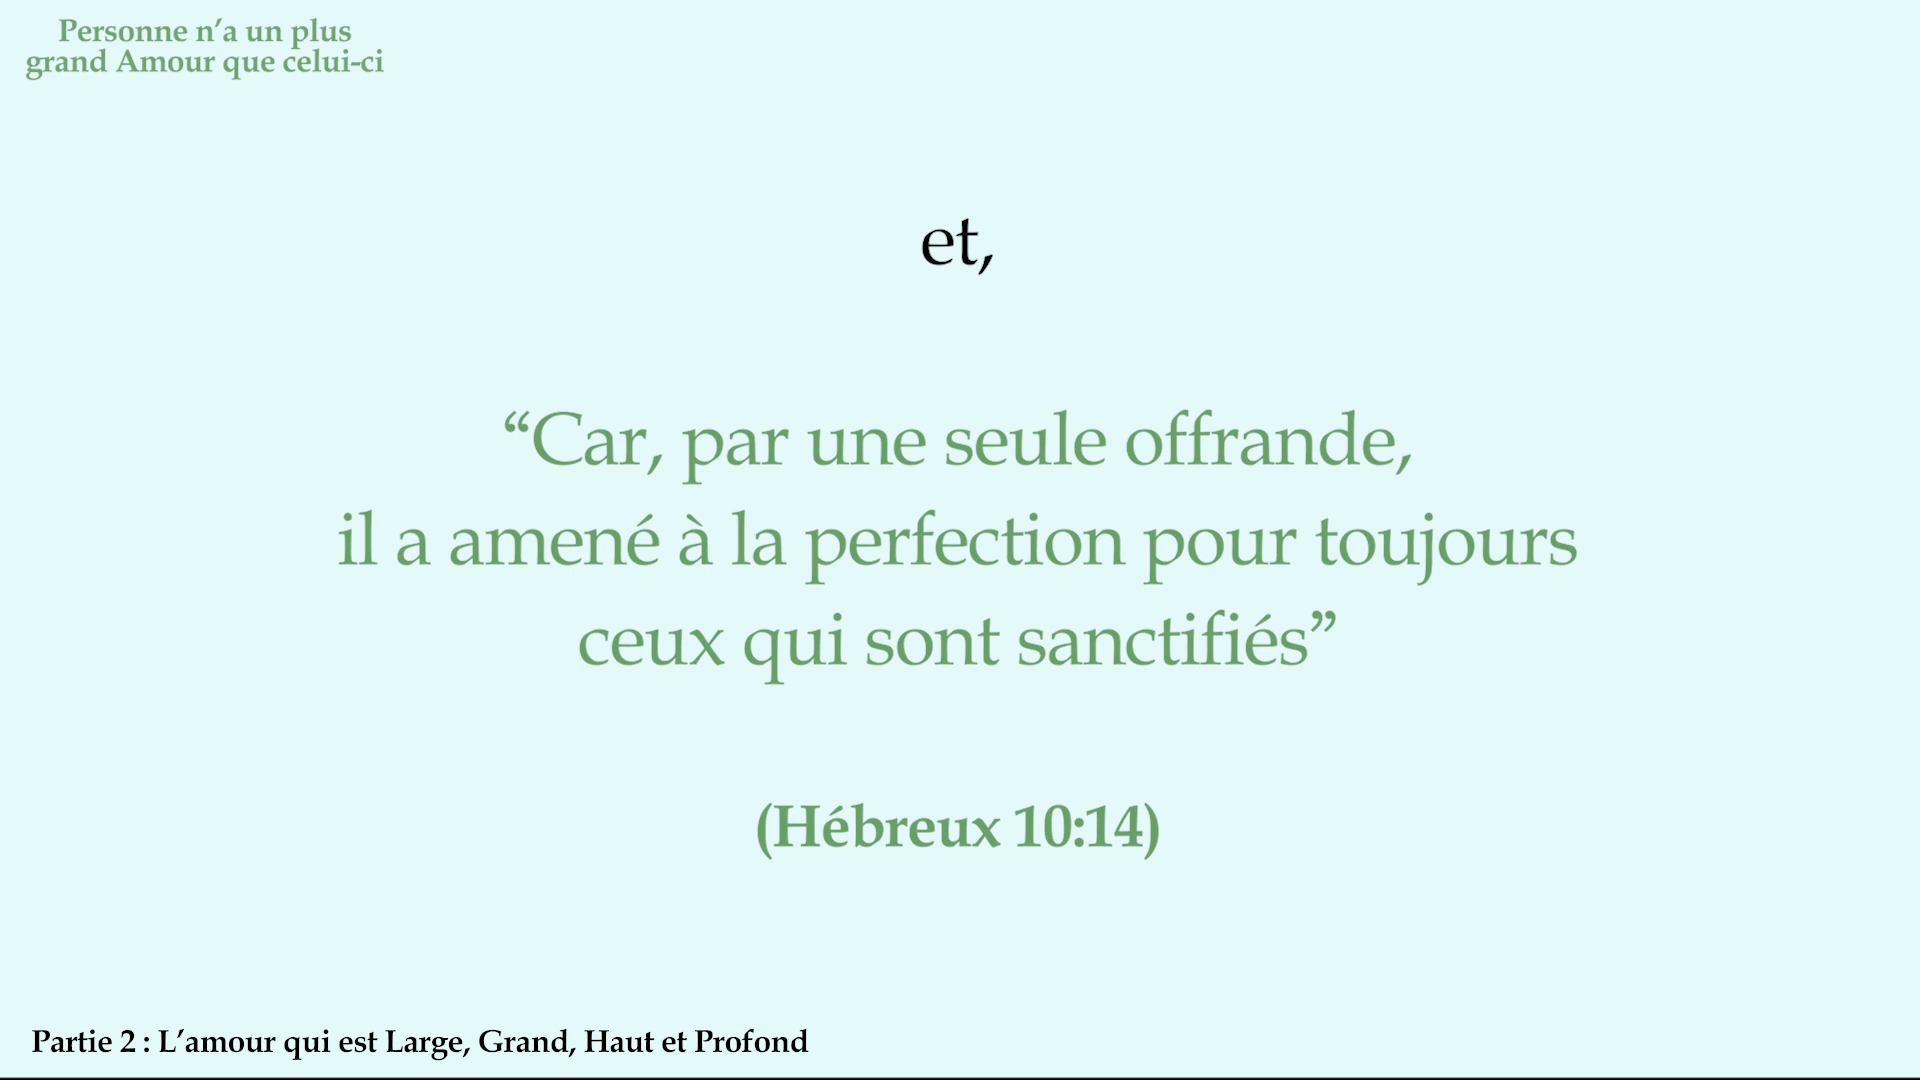 Personne n’a un plus
grand Amour que celui-ci
et,
“Car, par une seule offrande,
il a amené à la perfection pour toujours
ceux qui sont sanctifiés”
(Hébreux 10:14)
Partie 2 : L’amour qui est Large, Grand, Haut et Profond